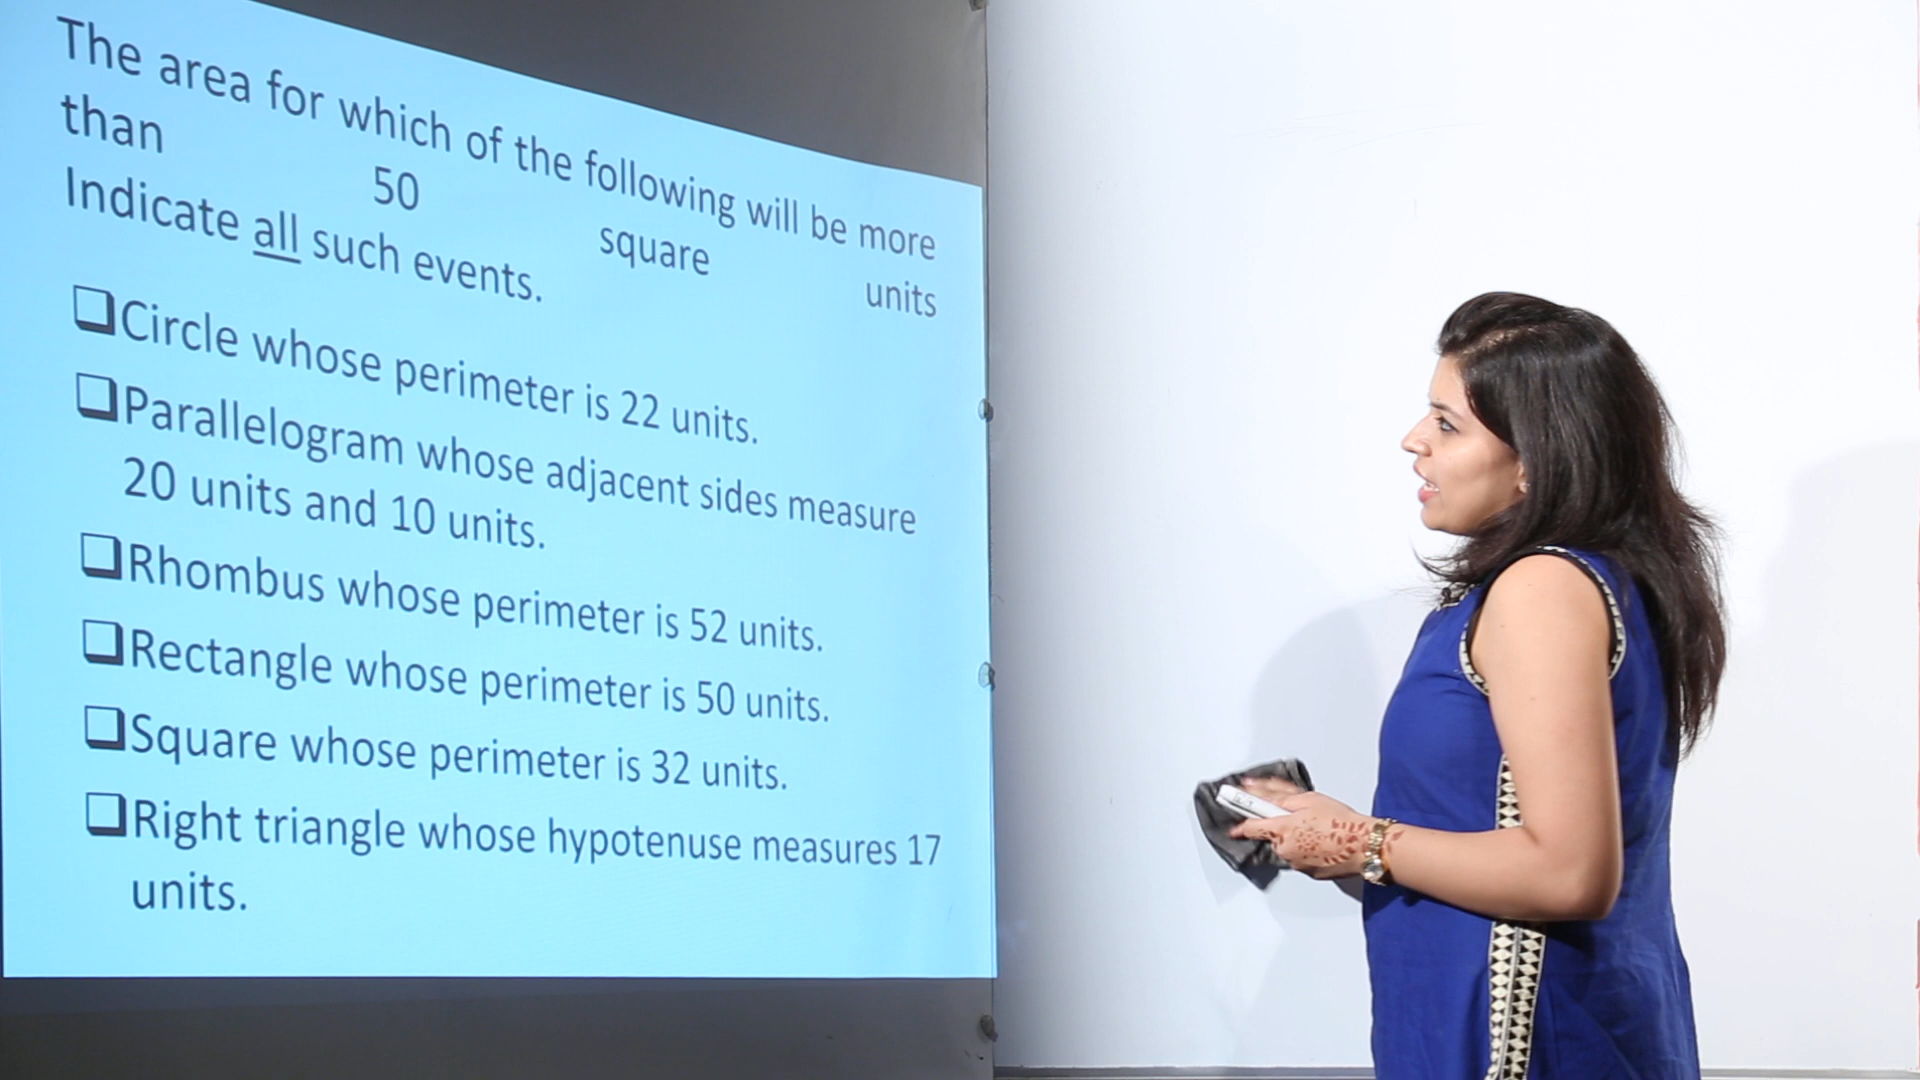 The area for which of the following will be more
than 50 square units
Indicate all such events.
❑Circle whose perimeter is 22 units.
❑Parallelogram whose adjacent sides measure
20 units and 10 units.
❑Rhombus whose perimeter is 52 units.
❑Rectangle whose perimeter is 50 units.
❑Square whose perimeter is 32 units.
❑Right triangle whose hypotenuse measures 17
units.